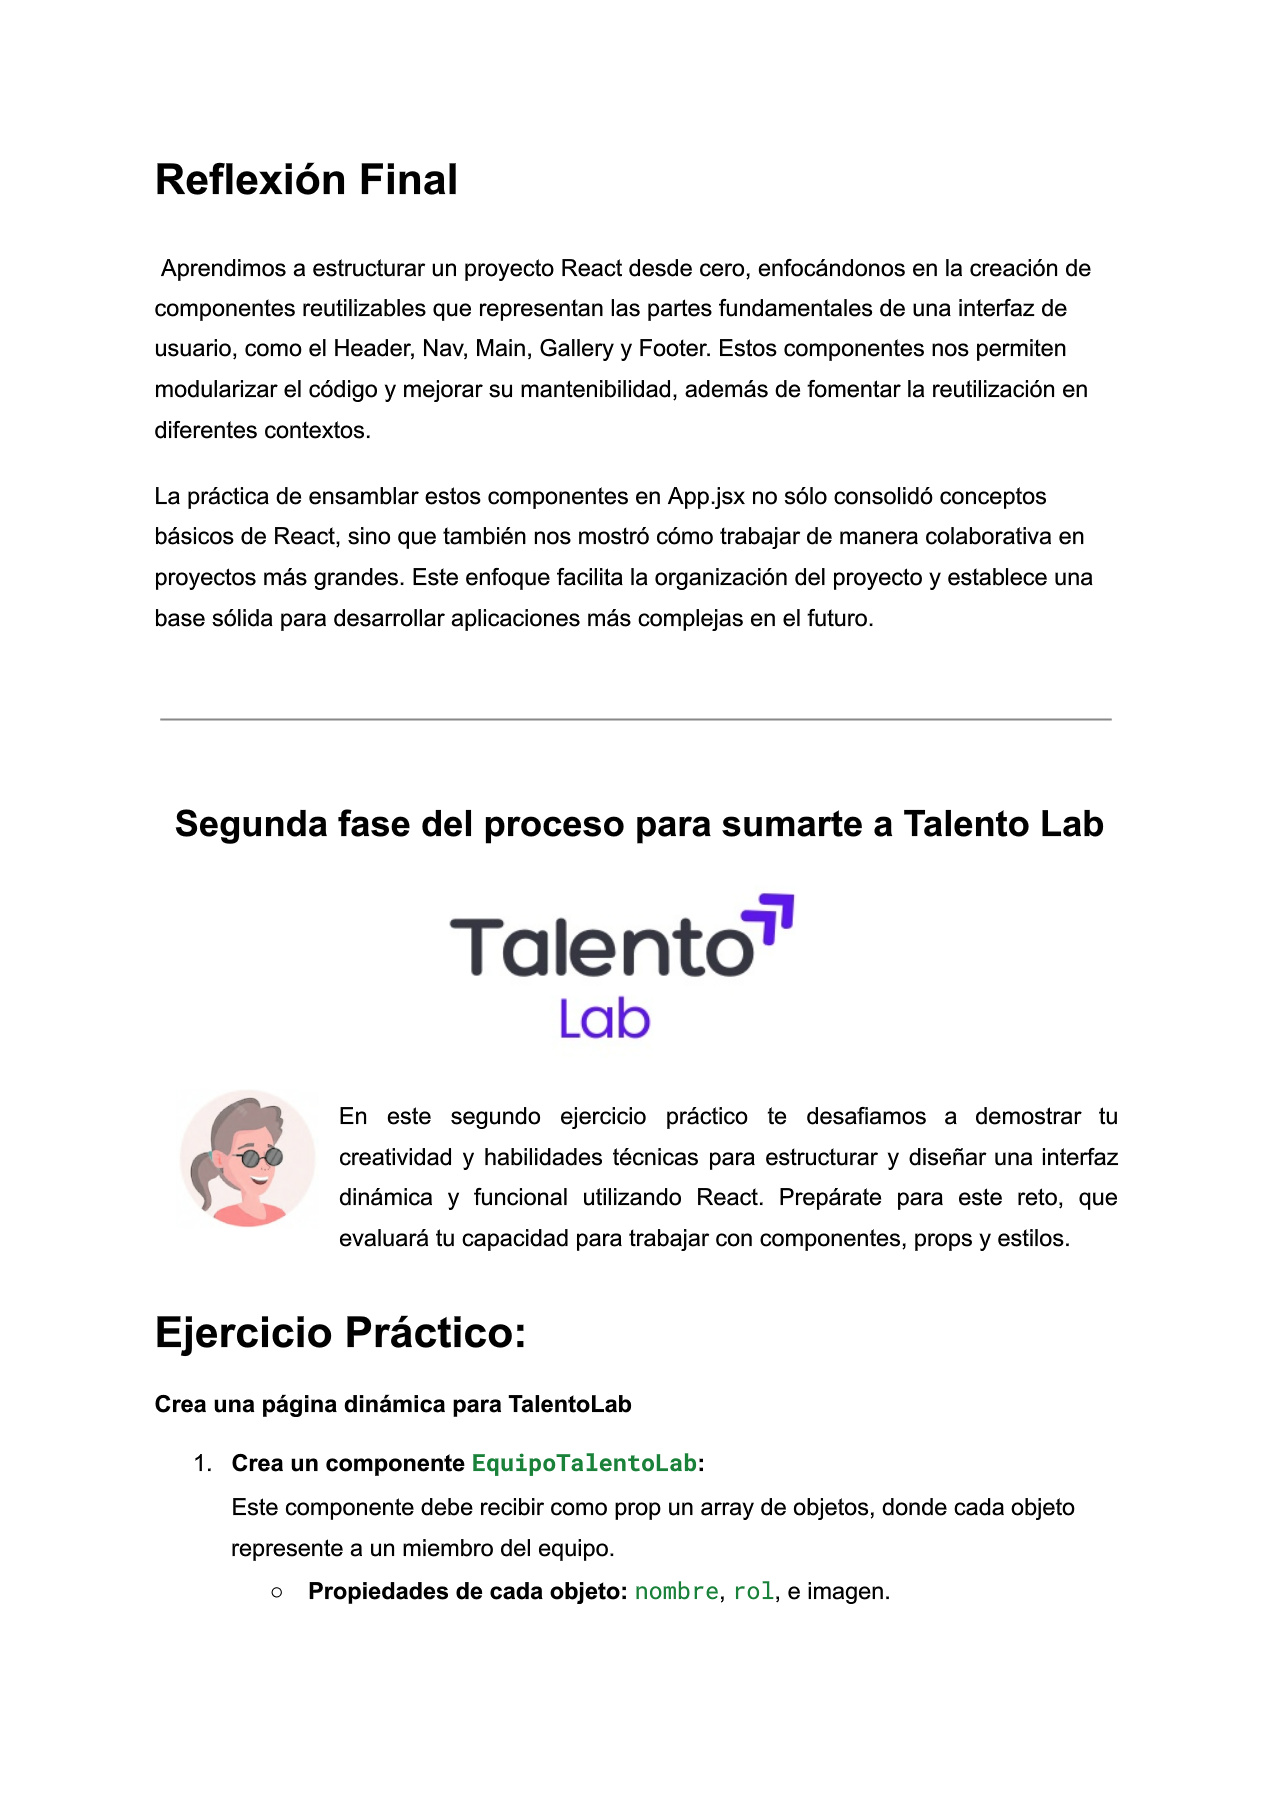 Reflexión Final
Aprendimos a estructurar un proyecto React desde cero, enfocándonos en la creación de
componentes reutilizables que representan las partes fundamentales de una interfaz de
usuario, como el Header, Nav, Main, Gallery y Footer. Estos componentes nos permiten
modularizar el código y mejorar su mantenibilidad, además de fomentar la reutilización en
diferentes contextos.
La práctica de ensamblar estos componentes en App.jsx no sólo consolidó conceptos
básicos de React, sino que también nos mostró cómo trabajar de manera colaborativa en
proyectos más grandes. Este enfoque facilita la organización del proyecto y establece una
base sólida para desarrollar aplicaciones más complejas en el futuro.
Segunda fase del proceso para sumarte a Talento Lab
Talento
Lab
En este segundo ejercicio práctico te desafiamos a demostrar tu
creatividad y habilidades técnicas para estructurar y diseñar una interfaz
dinámica y funcional utilizando React. Prepárate para este reto, que
evaluará tu capacidad para trabajar con componentes, props y estilos.
Ejercicio Práctico:
Crea una página dinámica para TalentoLab
1. Crea un componente EquipoTalentoLab:
Este componente debe recibir como prop un array de objetos, donde cada objeto
represente a un miembro del equipo.
○ Propiedades de cada objeto: nombre, rol, e imagen.